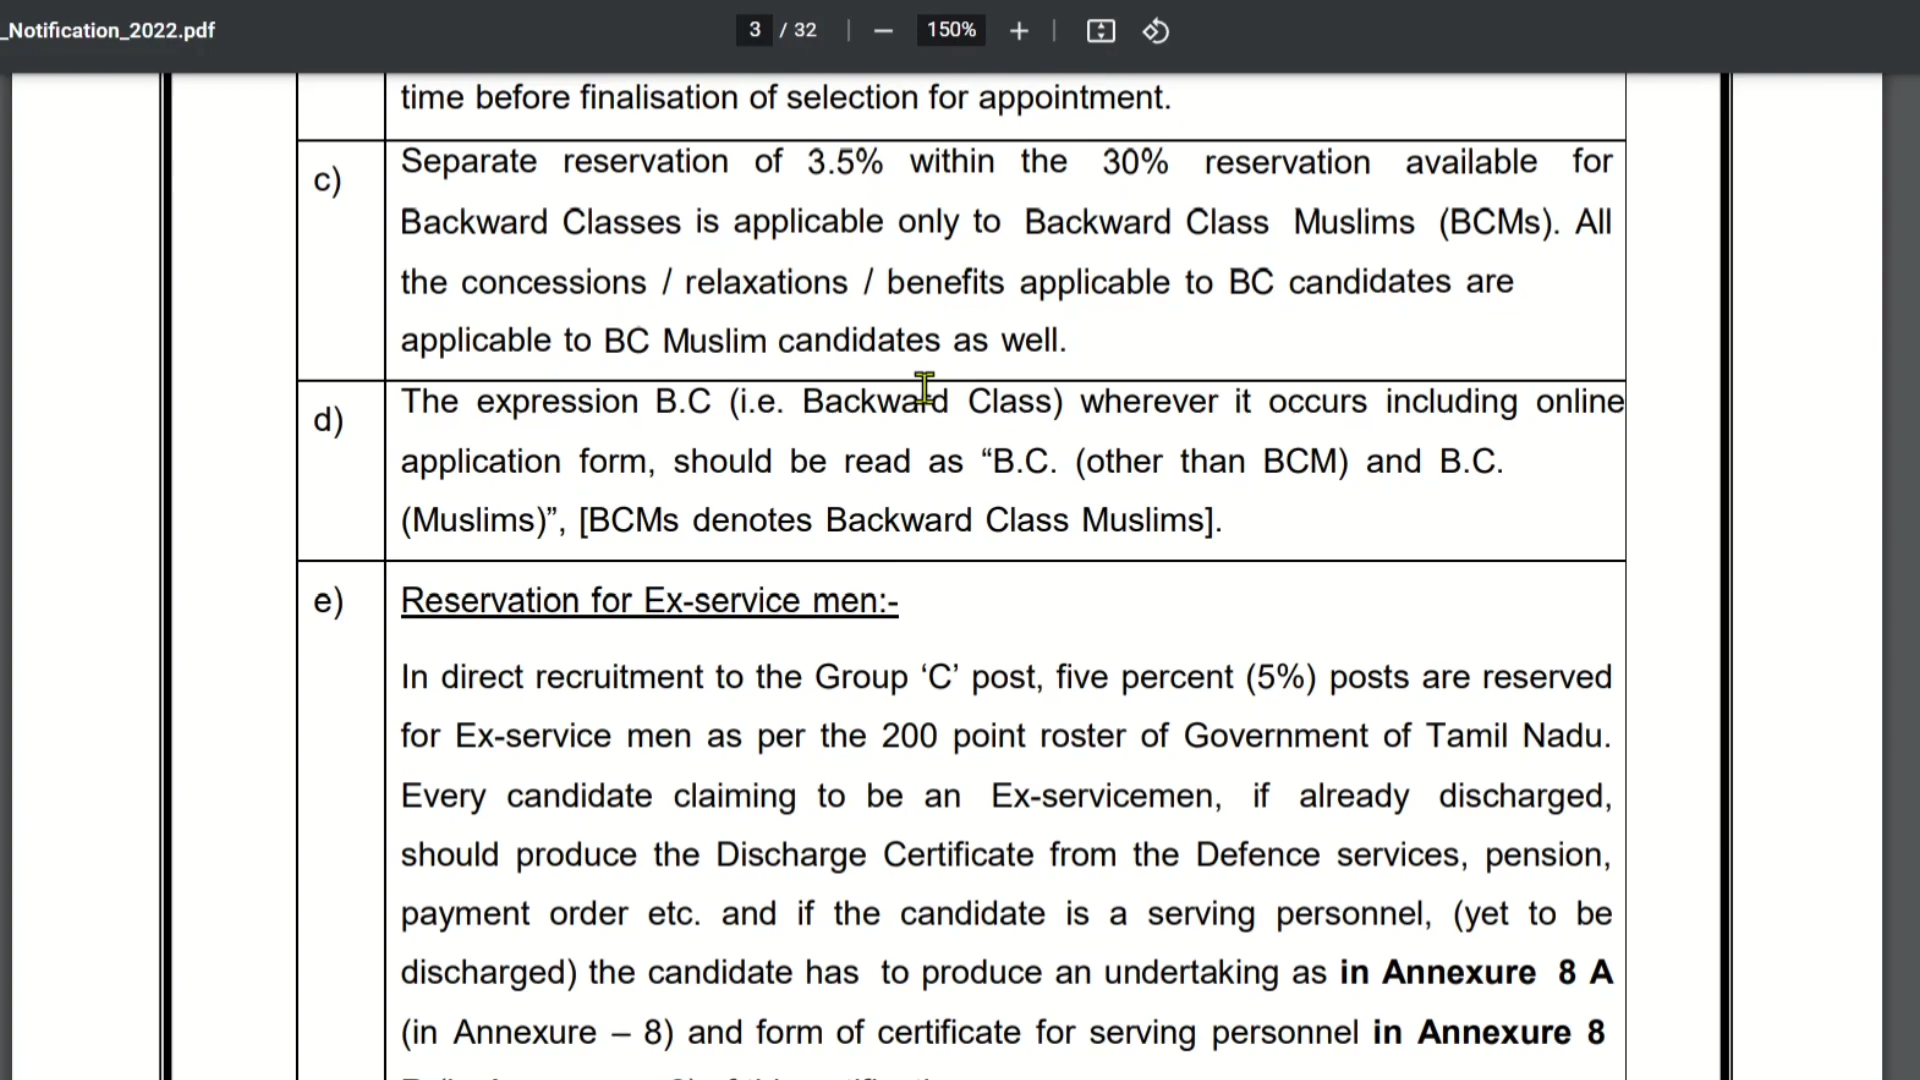 _Notification_2022.pdf
3 / 32
150%
time before finalisation of selection for appointment.
c)
Separate reservation of 3.5% within the 30% reservation available for
Backward Classes is applicable only to Backward Class Muslims (BCMs). All
the concessions / relaxations / benefits applicable to BC candidates are
applicable to BC Muslim candidates as well.
d)
The expression B.C (i.e. Backward Class) wherever it occurs including online
application form, should be read as “B.C. (other than BCM) and B.C.
(Muslims)”, [BCMs denotes Backward Class Muslims].
e)
Reservation for Ex-service men:-
In direct recruitment to the Group ‘C’ post, five percent (5%) posts are reserved
for Ex-service men as per the 200 point roster of Government of Tamil Nadu.
Every candidate claiming to be an Ex-servicemen, if already discharged,
should produce the Discharge Certificate from the Defence services, pension,
payment order etc. and if the candidate is a serving personnel, (yet to be
discharged) the candidate has to produce an undertaking as in Annexure 8 A
(in Annexure – 8) and form of certificate for serving personnel in Annexure 8